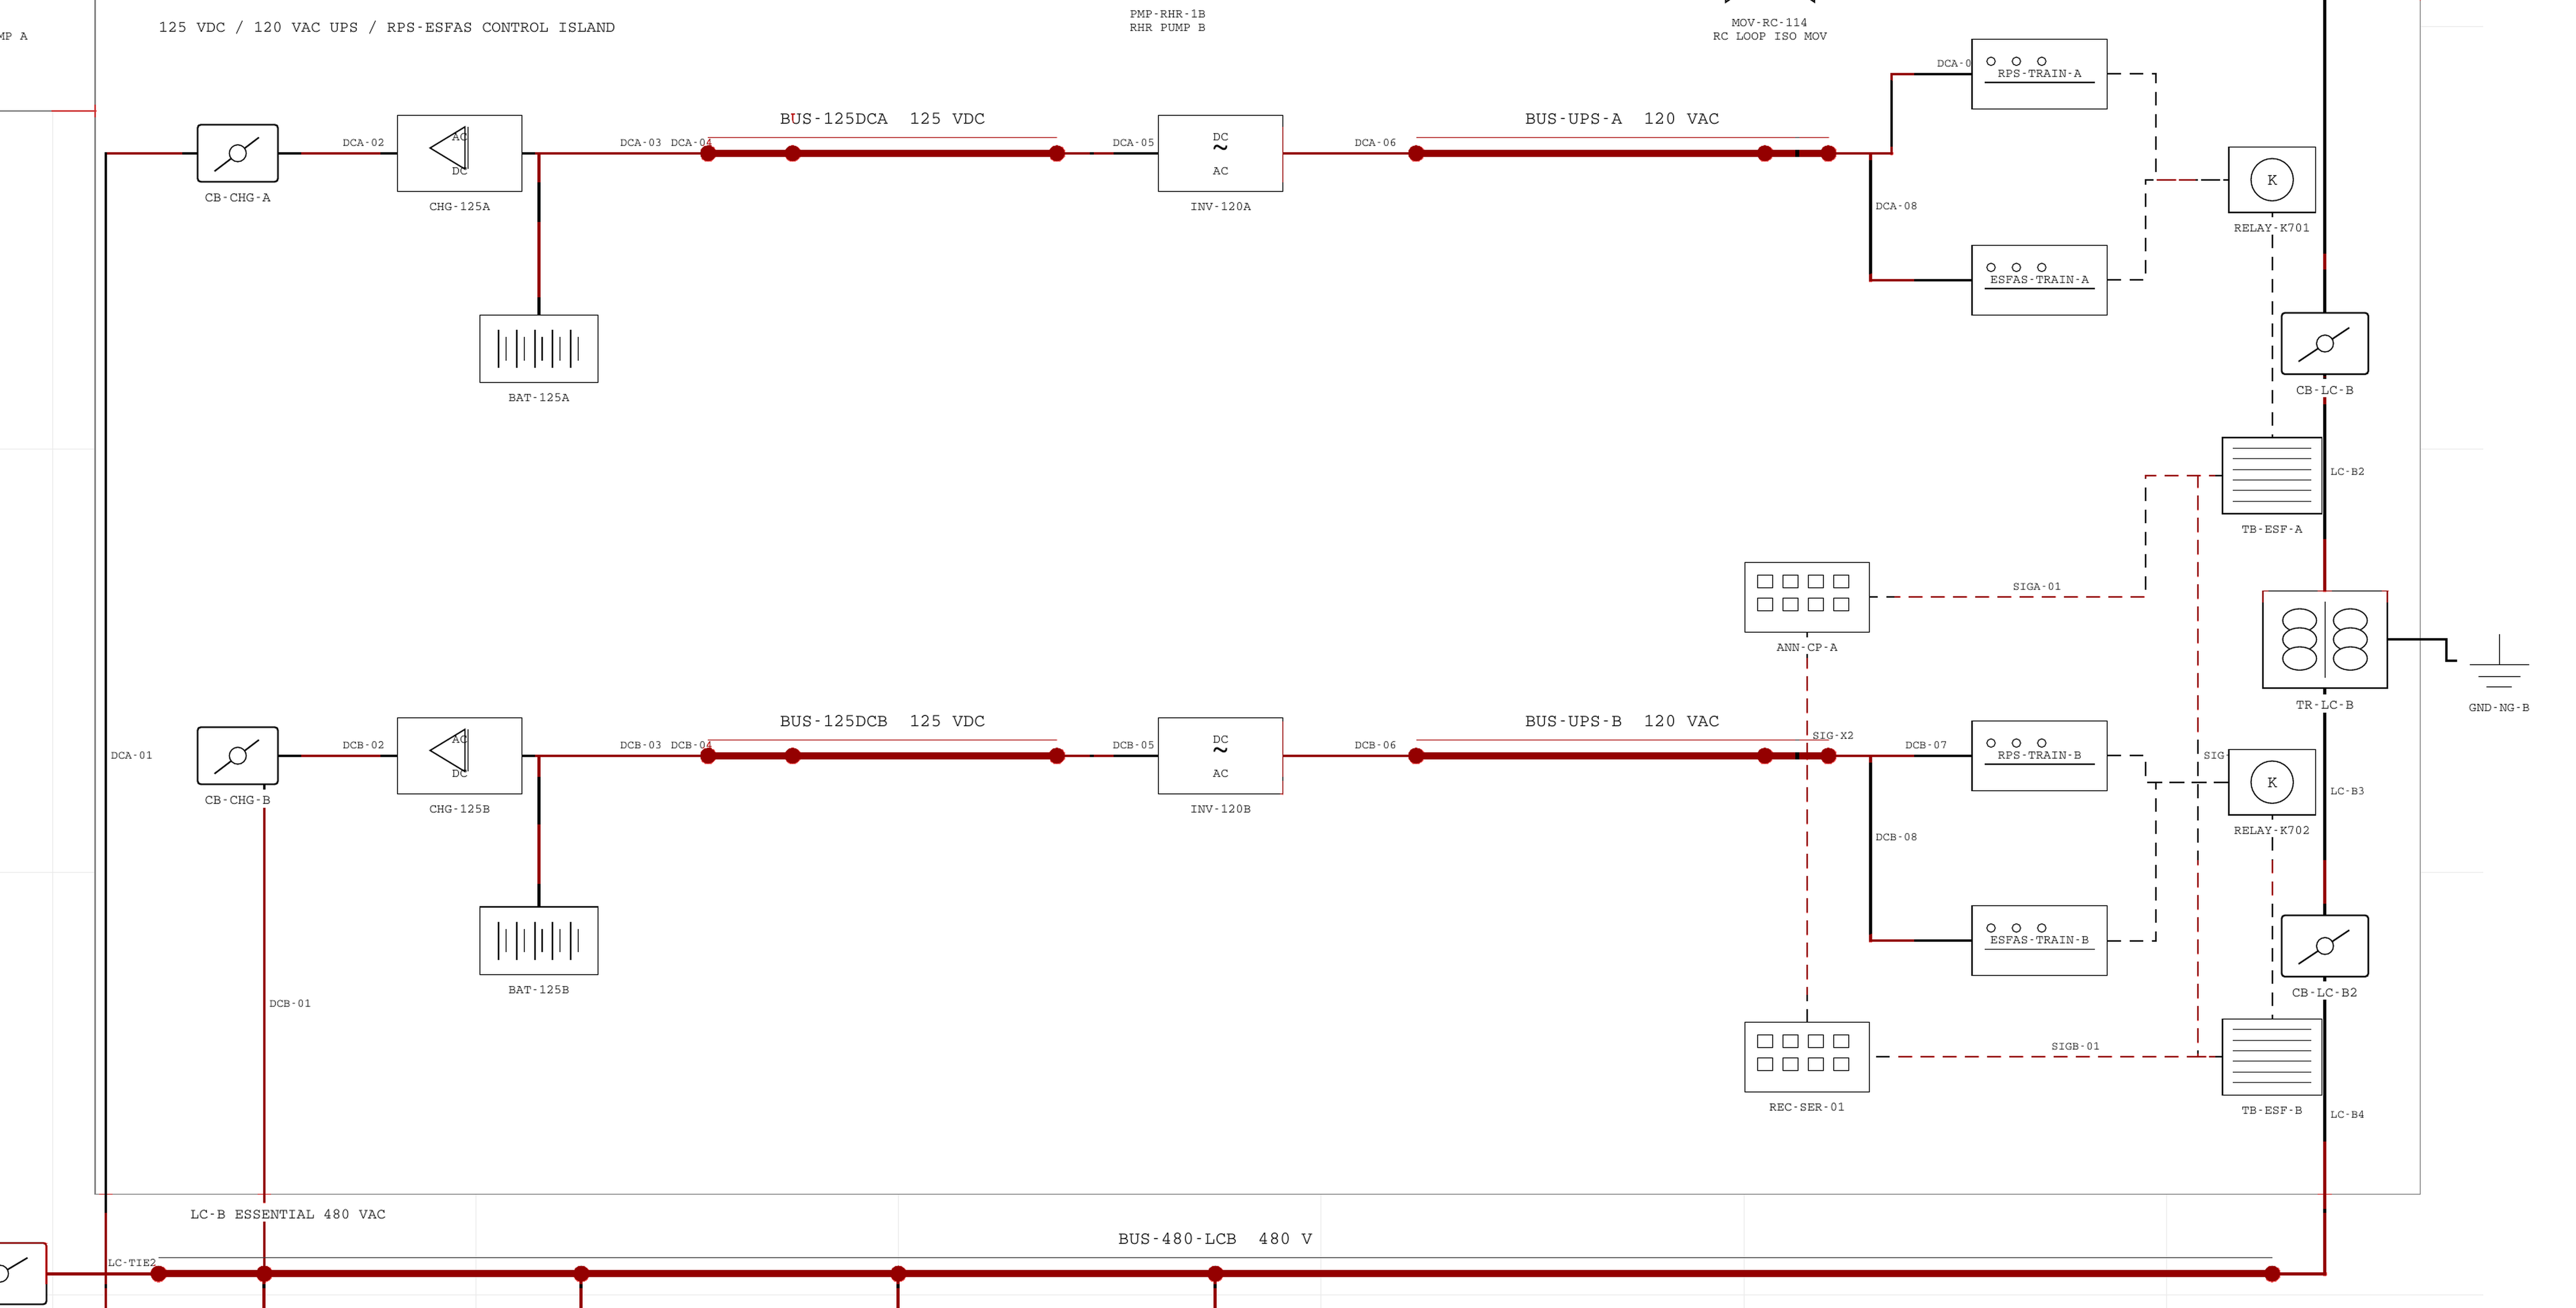 PMP-RHR-1B
RHR PUMP B
MOV-RC-114
RC LOOP ISO MOV
125 VDC / 120 VAC UPS / RPS-ESFAS CONTROL ISLAND
MP A
DCA-0
RPS-TRAIN-A
BUS-125DCA  125 VDC
BUS-UPS-A  120 VAC
DCA-02
AC
DC
DCA-03
DCA-04
DCA-05
DC
~
AC
DCA-06
K
CB-CHG-A
CHG-125A
INV-120A
DCA-08
RELAY-K701
ESFAS-TRAIN-A
BAT-125A
CB-LC-B
LC-B2
TB-ESF-A
SIGA-01
ANN-CP-A
TR-LC-B
GND-NG-B
BUS-125DCB  125 VDC
BUS-UPS-B  120 VAC
SIG-X2
DCA-01
DCB-02
AC
DC
DCB-03
DCB-04
DCB-05
DC
~
AC
DCB-06
DCB-07
RPS-TRAIN-B
SIG-
K
LC-B3
CB-CHG-B
CHG-125B
INV-120B
RELAY-K702
DCB-08
ESFAS-TRAIN-B
BAT-125B
CB-LC-B2
DCB-01
SIGB-01
REC-SER-01
TB-ESF-B
LC-B4
LC-B ESSENTIAL 480 VAC
BUS-480-LCB  480 V
LC-TIE2